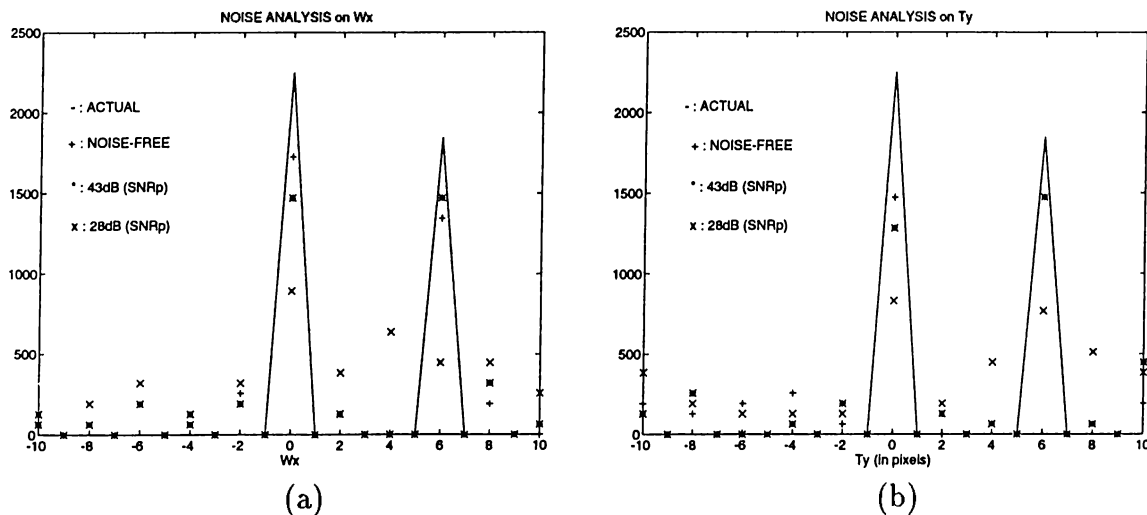 NOISE ANALYSIS on Wx
2500
2000
1500
1000
500
0
- : ACTUAL
+ : NOISE-FREE
* : 43dB (SNRp)
x : 28dB (SNRp)
-10 -8 -6 -4 -2 0 2 4 6 8 10
Wx
(a)
NOISE ANALYSIS on Ty
2500
2000
1500
1000
500
0
- : ACTUAL
+ : NOISE-FREE
* : 43dB (SNRp)
x : 28dB (SNRp)
-10 -8 -6 -4 -2 0 2 4 6 8 10
Ty (in pixels)
(b)